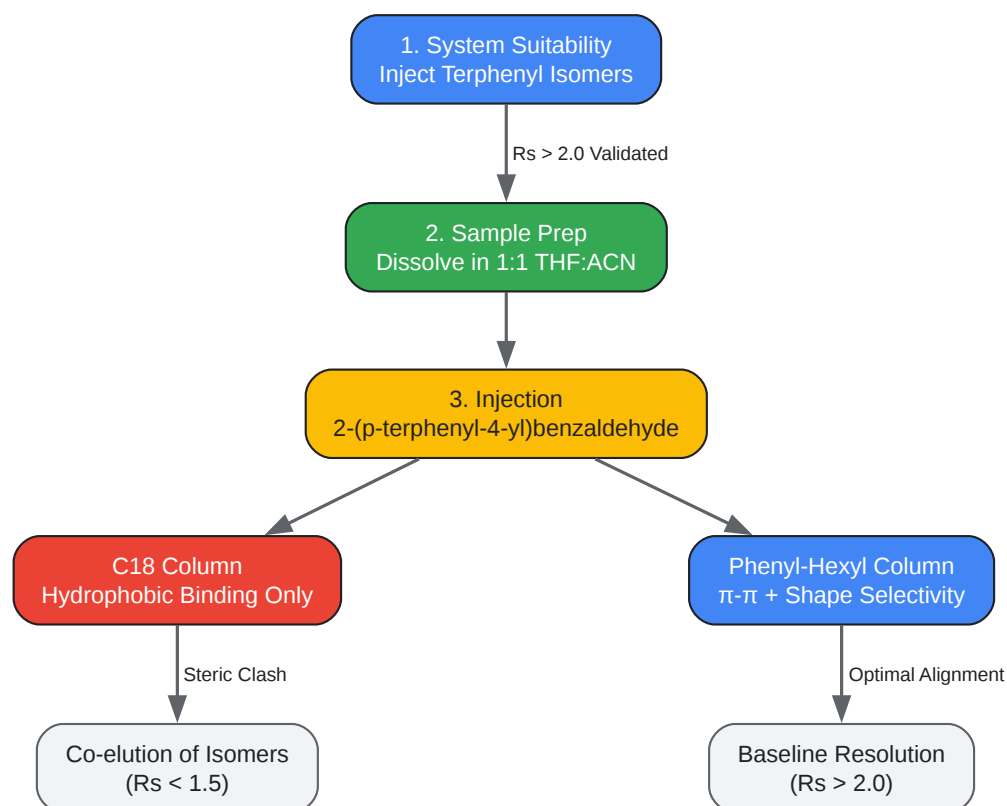 1. System Suitability
Inject Terphenyl Isomers
Rs > 2.0 Validated
2. Sample Prep
Dissolve in 1:1 THF:ACN
3. Injection
2-(p-terphenyl-4-yl)benzaldehyde
C18 Column
Hydrophobic Binding Only
Phenyl-Hexyl Column
π-π + Shape Selectivity
Steric Clash
Optimal Alignment
Co-elution of Isomers
(Rs < 1.5)
Baseline Resolution
(Rs > 2.0)